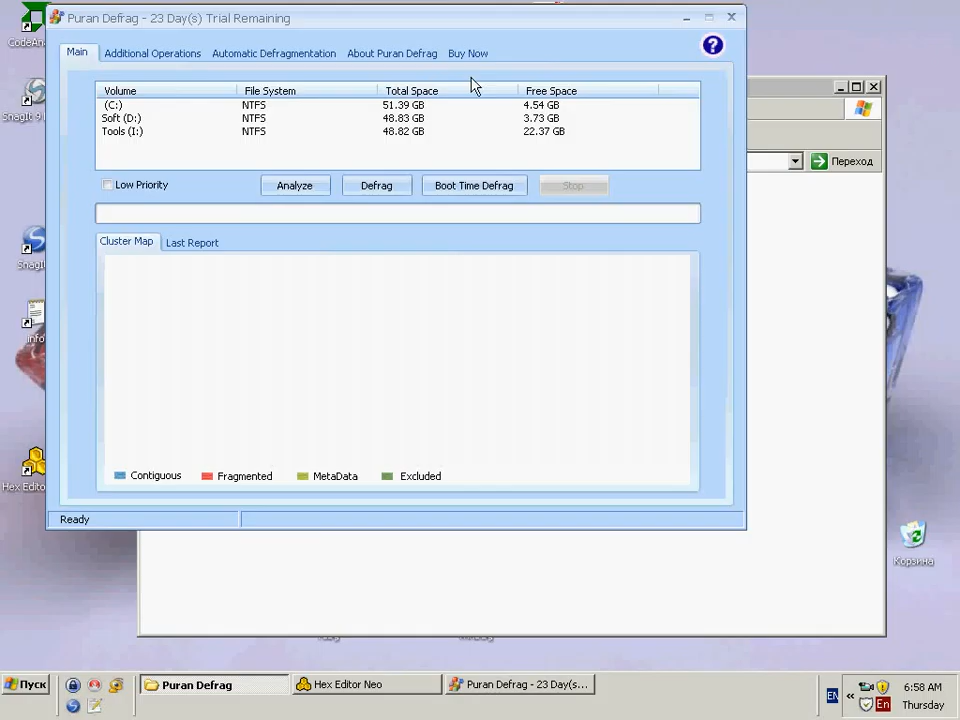 Puran Defrag - 23 Day(s) Trial Remaining
Main
Additional Operations
Automatic Defragmentation
About Puran Defrag
Buy Now
?
Volume File System Total Space Free Space
(C:) NTFS 51.39 GB 4.54 GB
Soft (D:) NTFS 48.83 GB 3.73 GB
Tools (I:) NTFS 48.82 GB 22.37 GB
Low Priority
Analyze
Defrag
Boot Time Defrag
Stop
Cluster Map
Last Report
Contiguous
Fragmented
MetaData
Excluded
Ready
Переход
SnagIt 9
info
Корзина
Пуск
Puran Defrag
Hex Editor Neo
Puran Defrag - 23 Day(s...
EN
«
En
6:58 AM
Thursday